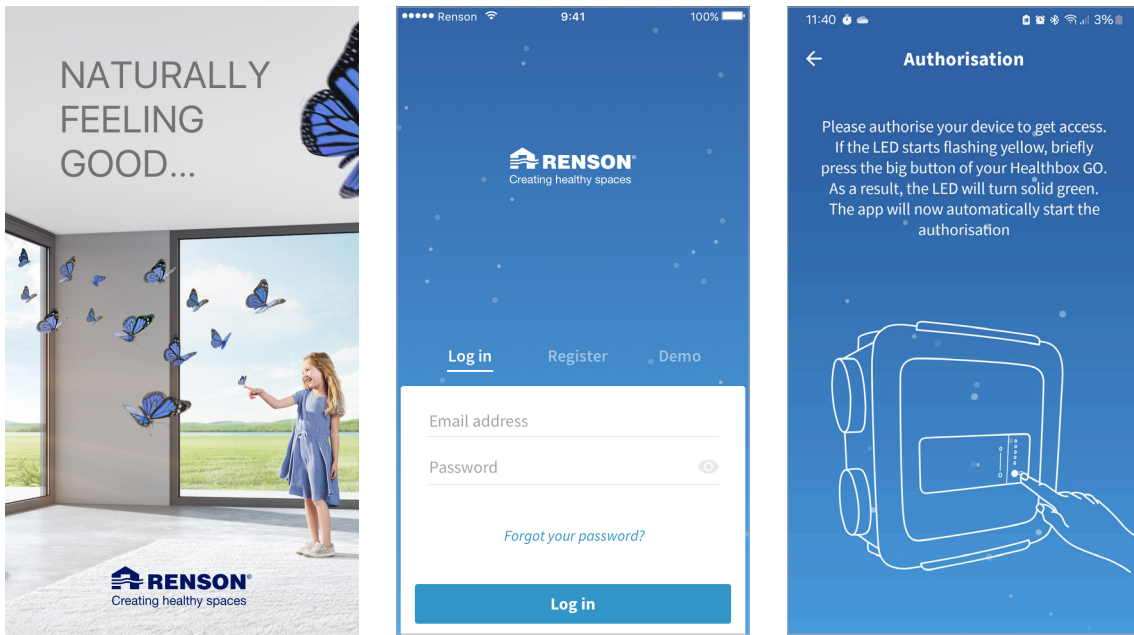 NATURALLY
FEELING
GOOD...
RENSON®
Creating healthy spaces
Renson 9:41 100%
RENSON®
Creating healthy spaces
Log in Register Demo
Email address
Password
Forgot your password?
Log in
11:40 3%
Authorisation
Please authorise your device to get access.
If the LED starts flashing yellow, briefly
press the big button of your Healthbox GO.
As a result, the LED will turn solid green.
The app will now automatically start the
authorisation